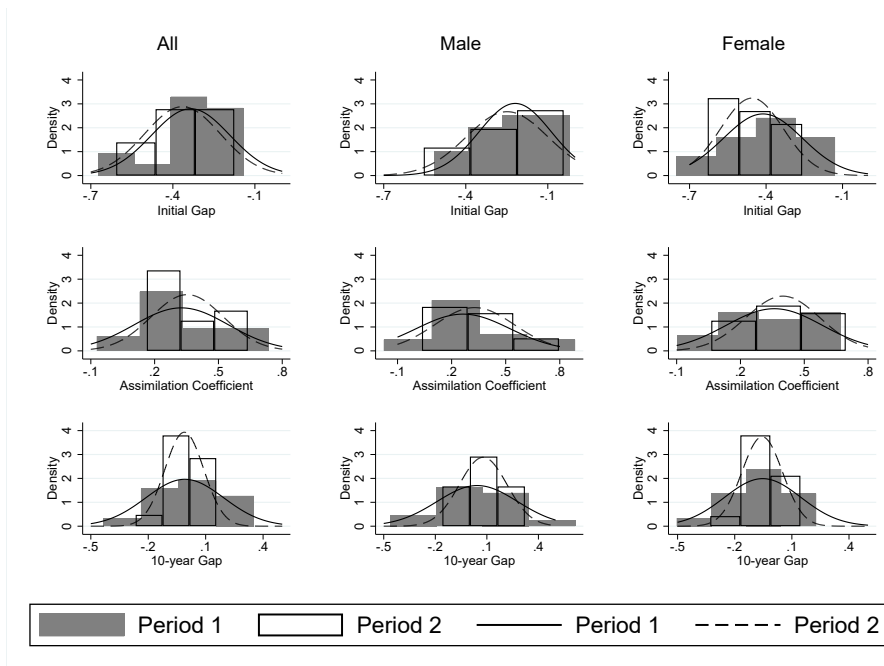 All Male Female
Density 0 1 2 3 4
-.7 -.4 -.1
Initial Gap
Density 0 1 2 3 4
-.7 -.4 -.1
Initial Gap
Density 0 1 2 3 4
-.7 -.4 -.1
Initial Gap
Density 0 1 2 3 4
-.1 .2 .5 .8
Assimilation Coefficient
Density 0 1 2 3 4
-.1 .2 .5 .8
Assimilation Coefficient
Density 0 1 2 3 4
-.1 .2 .5 .8
Assimilation Coefficient
Density 0 1 2 3 4
-.5 -.2 .1 .4
10-year Gap
Density 0 1 2 3 4
-.5 -.2 .1 .4
10-year Gap
Density 0 1 2 3 4
-.5 -.2 .1 .4
10-year Gap
Period 1 Period 2 Period 1 Period 2